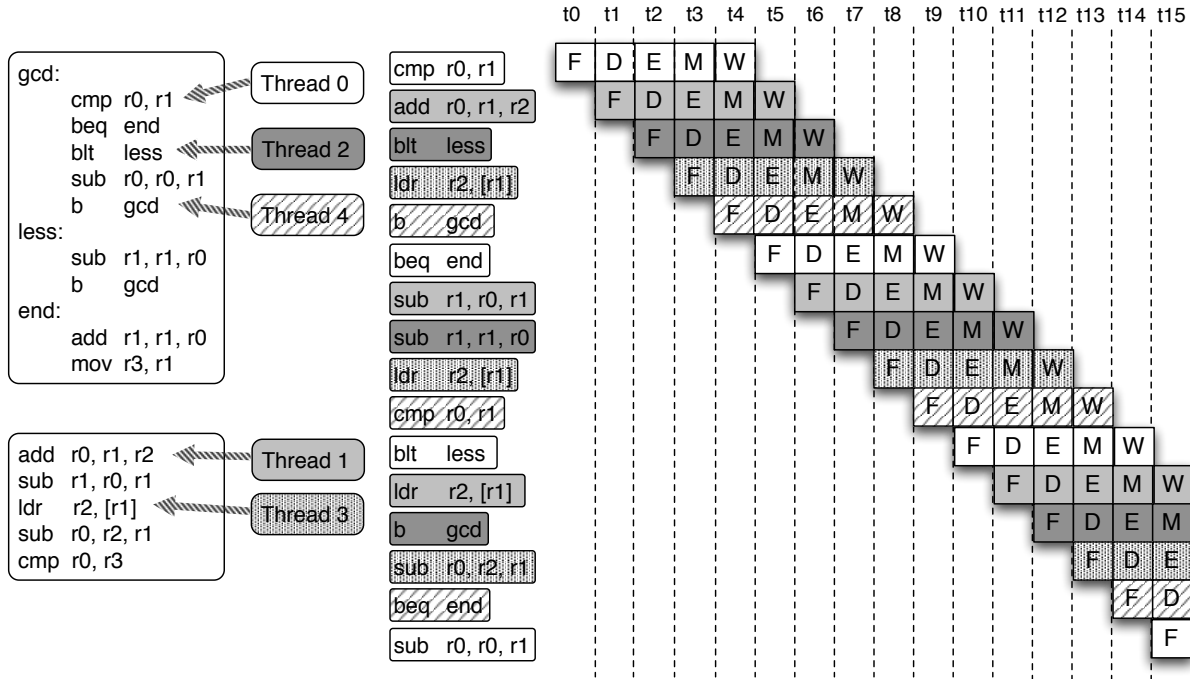 t0 t1 t2 t3 t4 t5 t6 t7 t8 t9 t10 t11 t12 t13 t14 t15
gcd:
cmp r0, r1
beq end
blt less
sub r0, r0, r1
b gcd
less:
sub r1, r1, r0
b gcd
end:
add r1, r1, r0
mov r3, r1
Thread 0
Thread 2
Thread 4
add r0, r1, r2
sub r1, r0, r1
ldr r2, [r1]
sub r0, r2, r1
cmp r0, r3
Thread 1
Thread 3
cmp r0, r1 F D E M W
add r0, r1, r2 F D E M W
blt less F D E M W
ldr r2, [r1] F D E M W
b gcd F D E M W
beq end F D E M W
sub r1, r0, r1 F D E M W
sub r1, r1, r0 F D E M W
ldr r2, [r1] F D E M W
cmp r0, r1 F D E M W
blt less F D E M W
ldr r2, [r1] F D E M W
b gcd F D E M
sub r0, r2, r1 F D E
beq end F D
sub r0, r0, r1 F